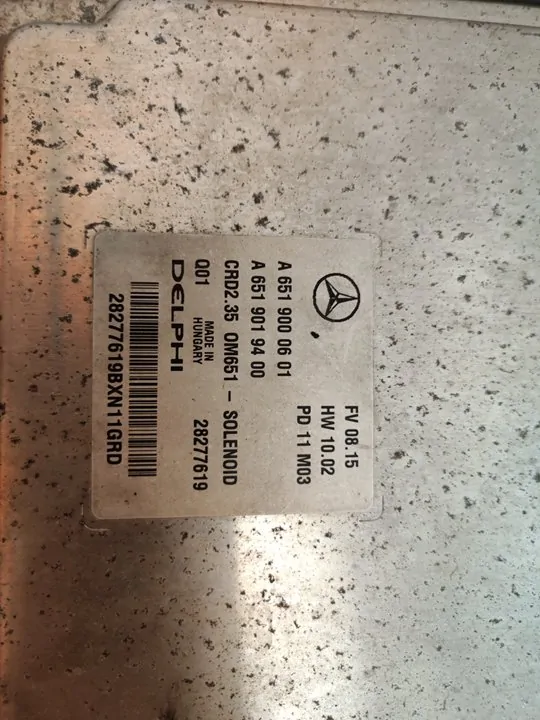 FV 08.15
HW 10.02
PD 11 M03
A 651 900 06 01
A 651 901 94 00
CRD2.35 OM651 - SOLENOID
Q01 MADE IN HUNGARY 28277619
DELPHI
28277619BXN11GRD